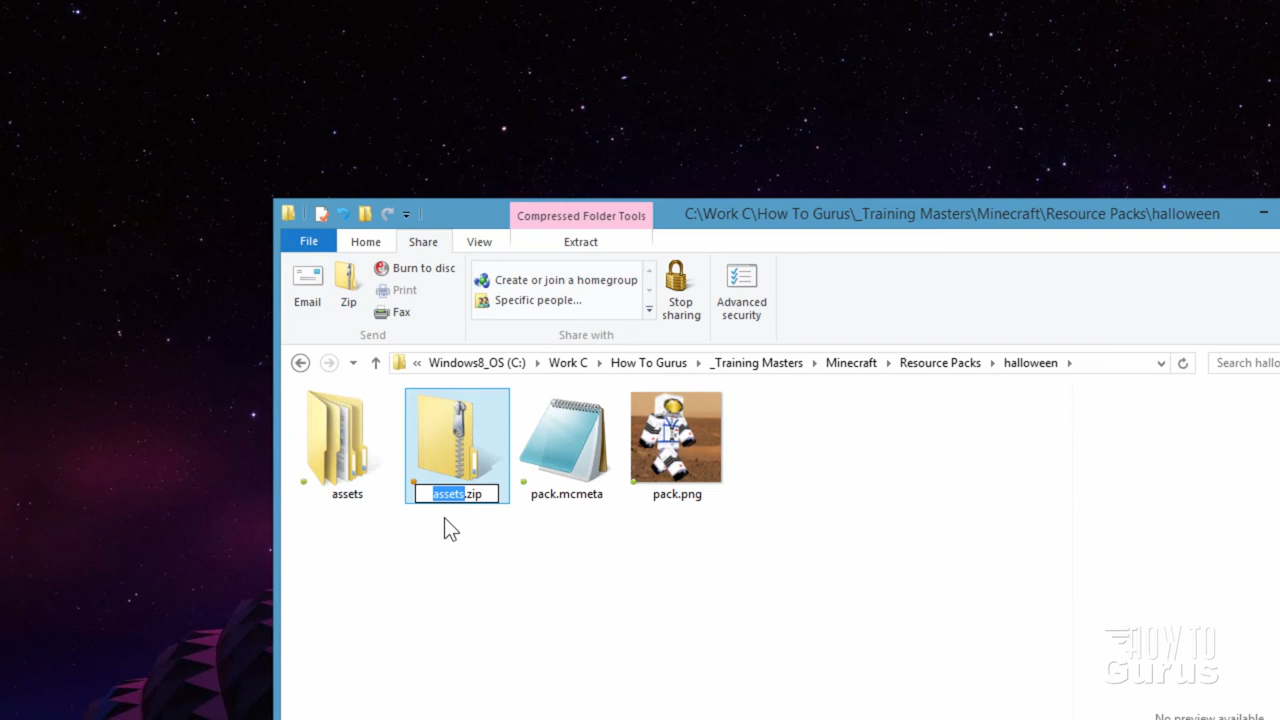 Compressed Folder Tools
C:\Work C\How To Gurus\_Training Masters\Minecraft\Resource Packs\halloween
File Home Share View Extract
Email
Zip
Burn to disc
Print
Fax
Send
Create or join a homegroup
Specific people...
Share with
Stop sharing
Advanced security
Windows8_OS (C:) Work C How To Gurus _Training Masters Minecraft Resource Packs halloween
Search hallo
assets
assets.zip
pack.mcmeta
pack.png
HOW TO
Gurus
No preview available